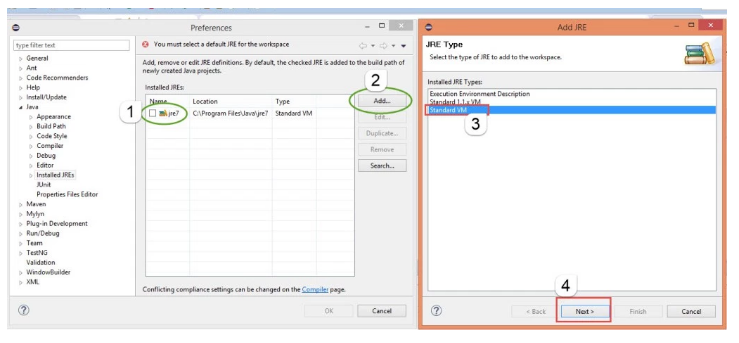 Preferences
type filter text
General
Ant
Code Recommenders
Help
Install/Update
Java
Appearance
Build Path
Code Style
Compiler
Debug
Editor
Installed JREs
JUnit
Properties Files Editor
Maven
Mylyn
Plug-in Development
Run/Debug
Team
TestNG
Validation
WindowBuilder
XML
You must select a default JRE for the workspace
Add, remove or edit JRE definitions. By default, the checked JRE is added to the build path of
newly created Java projects.
Installed JREs:
Name Location Type
jre7 C:\Program Files\Java\jre7 Standard VM
1
2
Add...
Edit...
Duplicate...
Remove
Search...
Conflicting compliance settings can be changed on the Compiler page.
?
OK Cancel
Add JRE
JRE Type
Select the type of JRE to add to the workspace.
Installed JRE Types:
Execution Environment Description
Standard 1.1.x VM
Standard VM
3
4
?
< Back Next > Finish Cancel